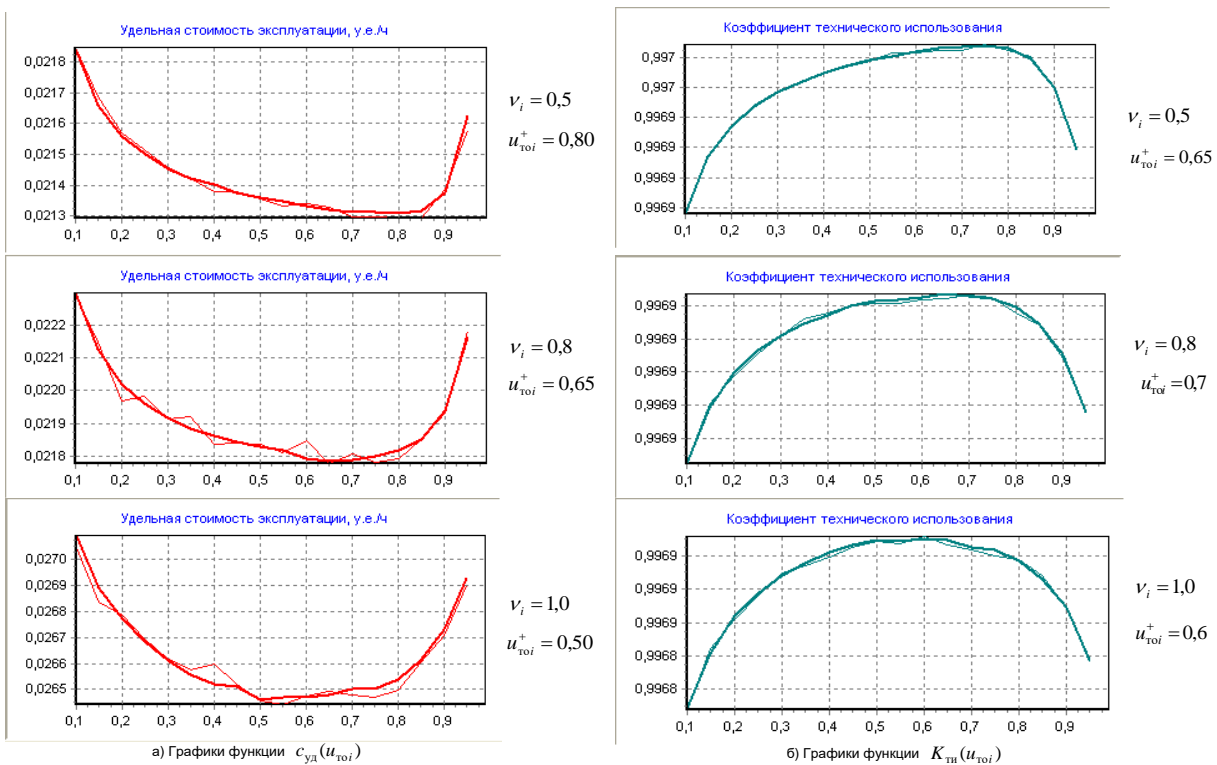 Удельная стоимость эксплуатации, у.е./ч
0,0218
0,0217
0,0216
0,0215
0,0214
0,0213
0,1 0,2 0,3 0,4 0,5 0,6 0,7 0,8 0,9
ν_i = 0,5
u⁺_тоi = 0,80
Коэффициент технического использования
0,997
0,997
0,9969
0,9969
0,9969
0,9969
0,1 0,2 0,3 0,4 0,5 0,6 0,7 0,8 0,9
ν_i = 0,5
u⁺_тоi = 0,65
Удельная стоимость эксплуатации, у.е./ч
0,0222
0,0221
0,0220
0,0219
0,0218
0,1 0,2 0,3 0,4 0,5 0,6 0,7 0,8 0,9
ν_i = 0,8
u⁺_тоi = 0,65
Коэффициент технического использования
0,9969
0,9969
0,9969
0,9969
0,9969
0,1 0,2 0,3 0,4 0,5 0,6 0,7 0,8 0,9
ν_i = 0,8
u⁺_тоi = 0,7
Удельная стоимость эксплуатации, у.е./ч
0,0270
0,0269
0,0268
0,0267
0,0266
0,0265
0,1 0,2 0,3 0,4 0,5 0,6 0,7 0,8 0,9
ν_i = 1,0
u⁺_тоi = 0,50
Коэффициент технического использования
0,9969
0,9969
0,9969
0,9968
0,9968
0,1 0,2 0,3 0,4 0,5 0,6 0,7 0,8 0,9
ν_i = 1,0
u⁺_тоi = 0,6
а) Графики функции c_уд(u_тоi)
б) Графики функции K_ти(u_тоi)